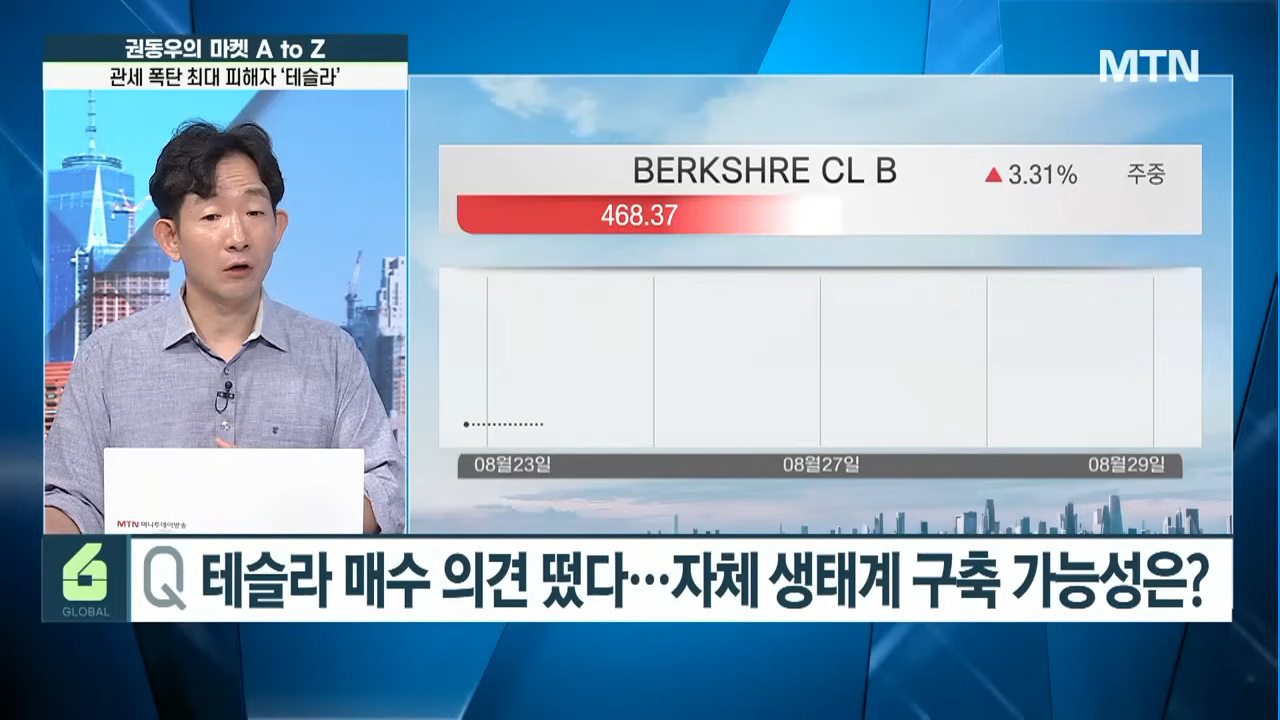 권동우의 마켓 A to Z
관세 폭탄 최대 피해자 ‘테슬라’
MTN
BERKSHRE CL B ▲3.31% 주중
468.37
08월23일 08월27일 08월29일
MTN 머니투데이방송
GLOBAL
Q 테슬라 매수 의견 떴다…자체 생태계 구축 가능성은?